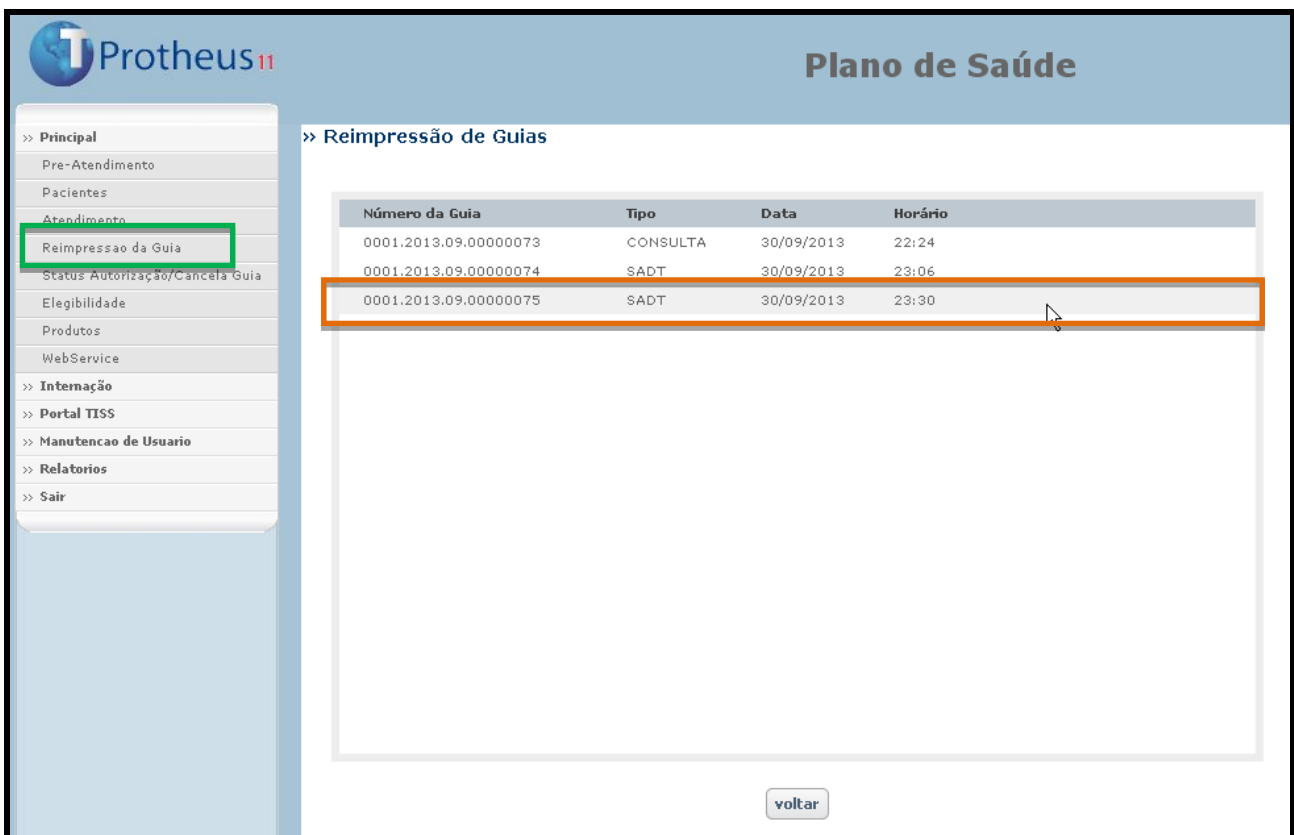 Protheus 11
Plano de Saúde
>> Principal
Pre-Atendimento
Pacientes
Atendimento
Reimpressao da Guia
Status Autorização/Cancela Guia
Elegibilidade
Produtos
WebService
>> Internação
>> Portal TISS
>> Manutencao de Usuario
>> Relatorios
>> Sair
>> Reimpressão de Guias
Número da Guia Tipo Data Horário
0001.2013.09.00000073 CONSULTA 30/09/2013 22:24
0001.2013.09.00000074 SADT 30/09/2013 23:06
0001.2013.09.00000075 SADT 30/09/2013 23:30
voltar